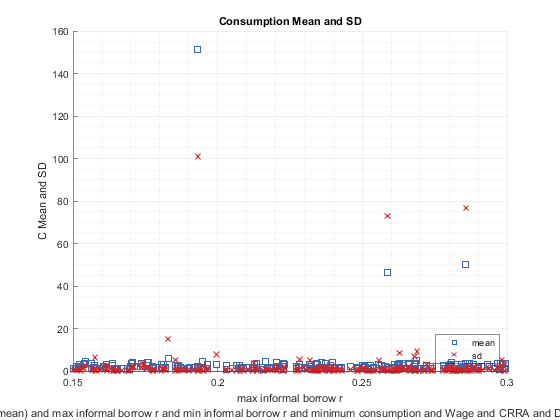 Consumption Mean and SD
160
140
120
100
80
60
40
20
0
C Mean and SD
0.15
0.2
0.25
0.3
max informal borrow r
mean
sd
mean) and max informal borrow r and min informal borrow r and minimum consumption and Wage and CRRA and